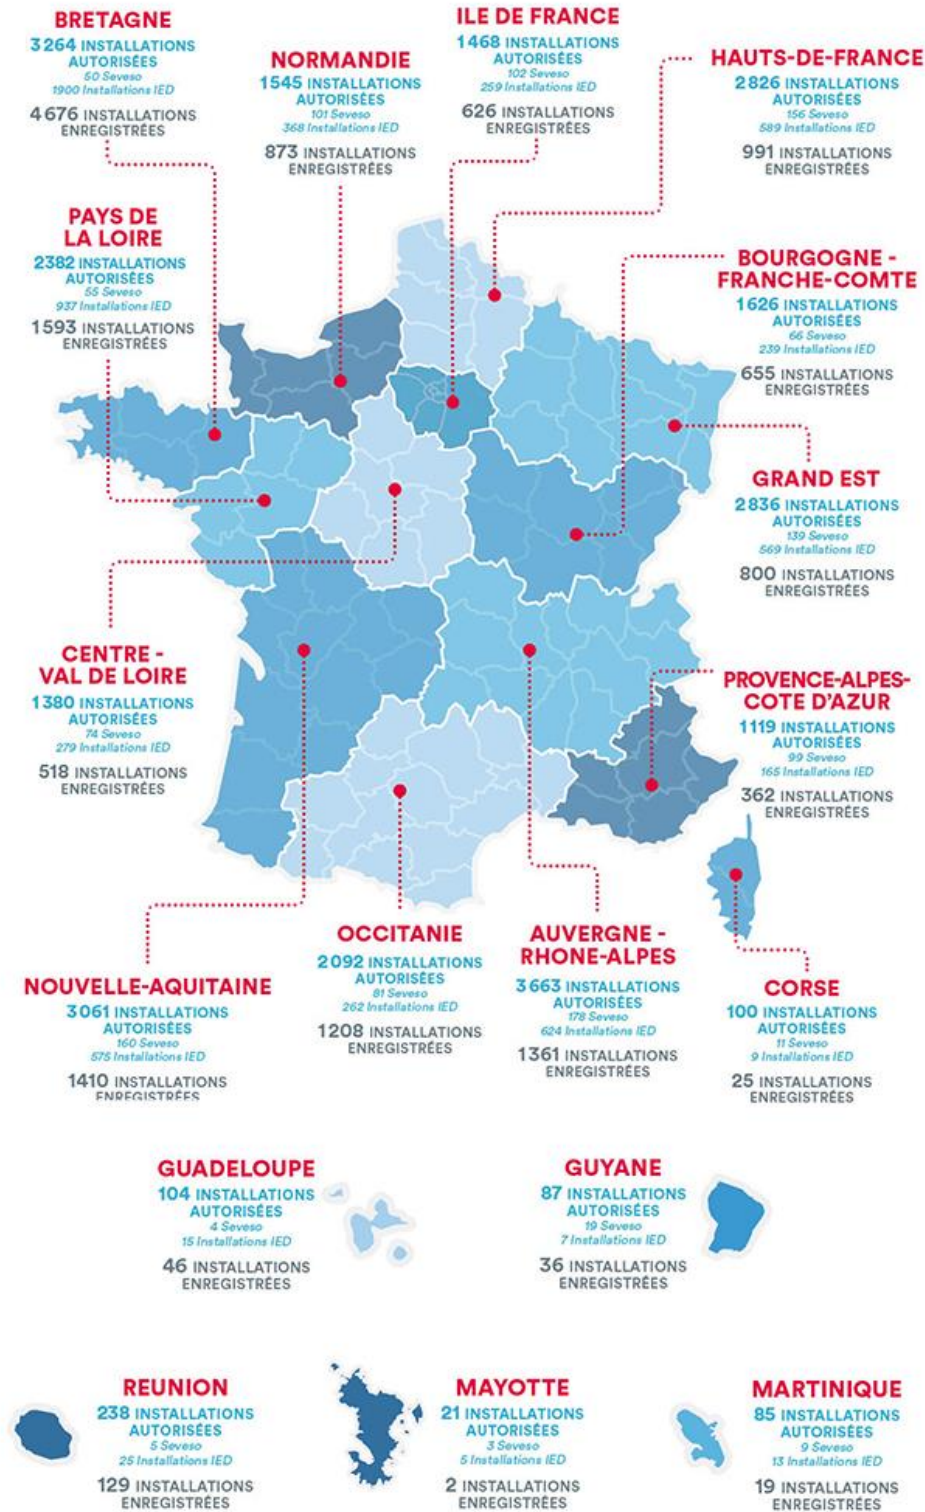 BRETAGNE
3264 INSTALLATIONS
AUTORISÉES
50 Seveso
1900 Installations IED
4676 INSTALLATIONS
ENREGISTRÉES
NORMANDIE
1545 INSTALLATIONS
AUTORISÉES
101 Seveso
368 Installations IED
873 INSTALLATIONS
ENREGISTRÉES
ILE DE FRANCE
1468 INSTALLATIONS
AUTORISÉES
102 Seveso
259 Installations IED
626 INSTALLATIONS
ENREGISTRÉES
HAUTS-DE-FRANCE
2826 INSTALLATIONS
AUTORISÉES
156 Seveso
589 Installations IED
991 INSTALLATIONS
ENREGISTRÉES
PAYS DE
LA LOIRE
2382 INSTALLATIONS
AUTORISÉES
55 Seveso
937 Installations IED
1593 INSTALLATIONS
ENREGISTRÉES
BOURGOGNE -
FRANCHE-COMTE
1626 INSTALLATIONS
AUTORISÉES
66 Seveso
239 Installations IED
655 INSTALLATIONS
ENREGISTRÉES
GRAND EST
2836 INSTALLATIONS
AUTORISÉES
139 Seveso
569 Installations IED
800 INSTALLATIONS
ENREGISTRÉES
CENTRE -
VAL DE LOIRE
1380 INSTALLATIONS
AUTORISÉES
74 Seveso
279 Installations IED
518 INSTALLATIONS
ENREGISTRÉES
PROVENCE-ALPES-
COTE D'AZUR
1119 INSTALLATIONS
AUTORISÉES
99 Seveso
165 Installations IED
362 INSTALLATIONS
ENREGISTRÉES
NOUVELLE-AQUITAINE
3061 INSTALLATIONS
AUTORISÉES
160 Seveso
575 Installations IED
1410 INSTALLATIONS
ENREGISTRÉES
OCCITANIE
2092 INSTALLATIONS
AUTORISÉES
81 Seveso
262 Installations IED
1208 INSTALLATIONS
ENREGISTRÉES
AUVERGNE -
RHONE-ALPES
3663 INSTALLATIONS
AUTORISÉES
178 Seveso
624 Installations IED
1361 INSTALLATIONS
ENREGISTRÉES
CORSE
100 INSTALLATIONS
AUTORISÉES
11 Seveso
9 Installations IED
25 INSTALLATIONS
ENREGISTRÉES
GUADELOUPE
104 INSTALLATIONS
AUTORISÉES
4 Seveso
15 Installations IED
46 INSTALLATIONS
ENREGISTRÉES
GUYANE
87 INSTALLATIONS
AUTORISÉES
19 Seveso
7 Installations IED
36 INSTALLATIONS
ENREGISTRÉES
REUNION
238 INSTALLATIONS
AUTORISÉES
5 Seveso
25 Installations IED
129 INSTALLATIONS
ENREGISTRÉES
MAYOTTE
21 INSTALLATIONS
AUTORISÉES
3 Seveso
5 Installations IED
2 INSTALLATIONS
ENREGISTRÉES
MARTINIQUE
85 INSTALLATIONS
AUTORISÉES
9 Seveso
13 Installations IED
19 INSTALLATIONS
ENREGISTRÉES